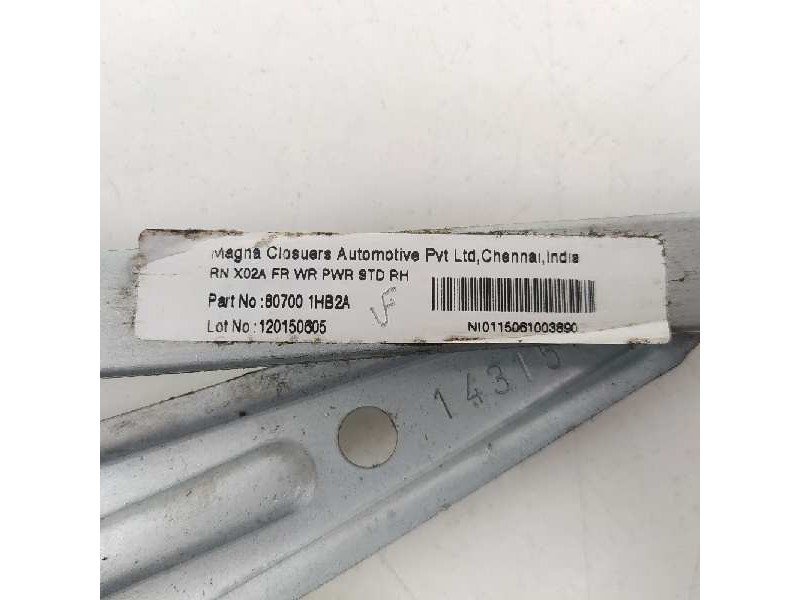 Magna Closuers Automotive Pvt Ltd,Chennai,India
RN X02A FR WR PWR STD RH
Part No :80700 1HB2A
Lot No : 120150605
NI0115061003890
14315